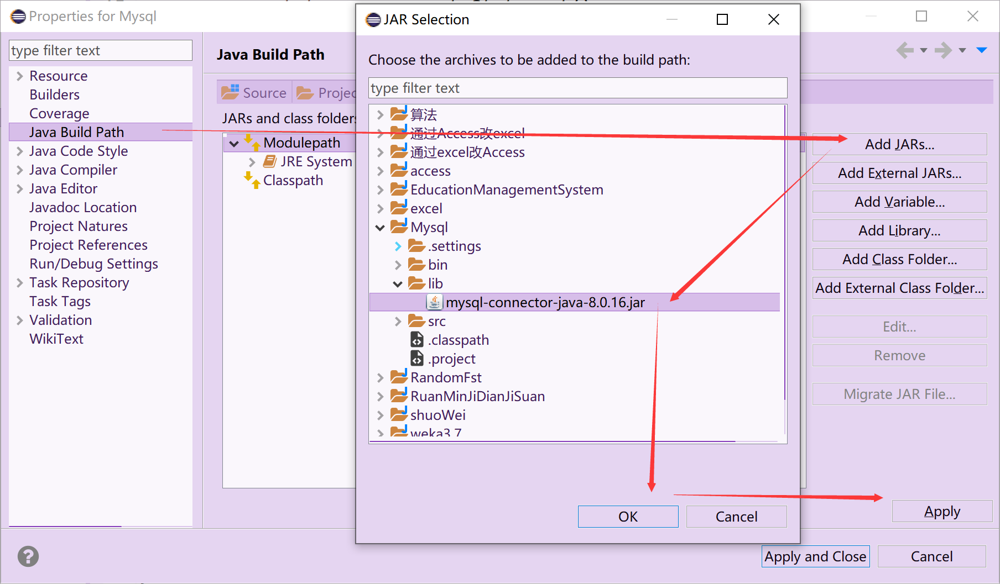 Properties for Mysql
type filter text
Resource
Builders
Coverage
Java Build Path
Java Code Style
Java Compiler
Java Editor
Javadoc Location
Project Natures
Project References
Run/Debug Settings
Task Repository
Task Tags
Validation
WikiText
Java Build Path
Source
Projec
JARs and class folders
Modulepath
JRE System
Classpath
JAR Selection
Choose the archives to be added to the build path:
type filter text
算法
通过Access改excel
通过excel改Access
access
EducationManagementSystem
excel
Mysql
.settings
bin
lib
mysql-connector-java-8.0.16.jar
src
.classpath
.project
RandomFst
RuanMinJiDianJiSuan
shuoWei
weka3.7
OK
Cancel
Add JARs...
Add External JARs...
Add Variable...
Add Library...
Add Class Folder...
Add External Class Folder...
Edit...
Remove
Migrate JAR File...
Apply
Apply and Close
Cancel